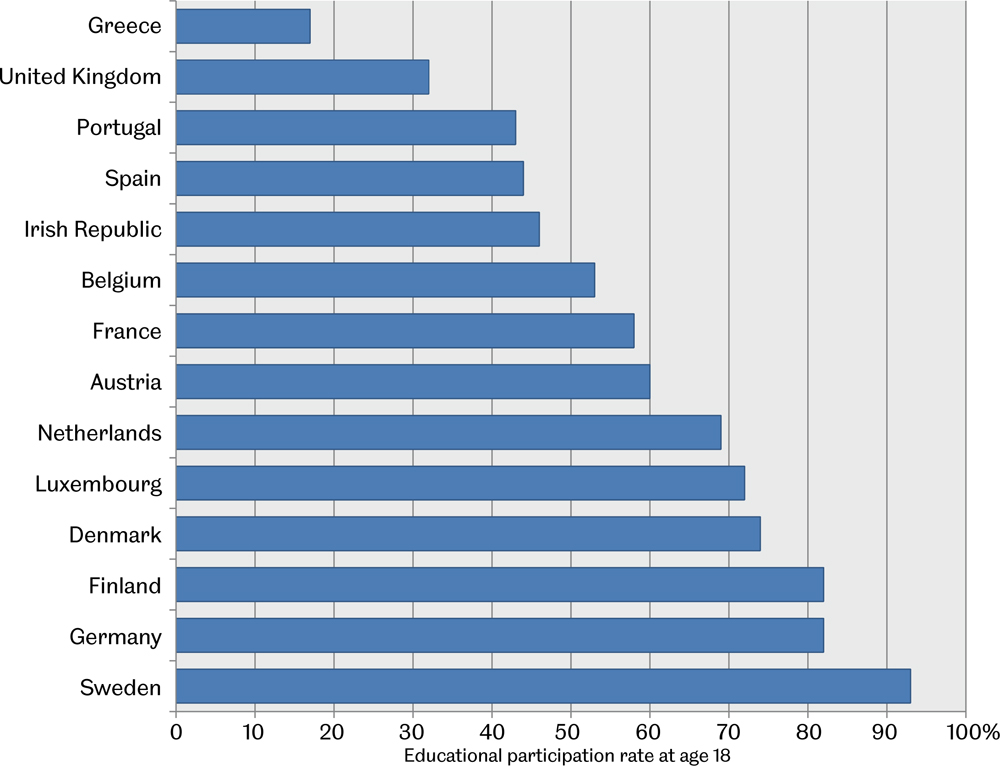 Greece
United Kingdom
Portugal
Spain
Irish Republic
Belgium
France
Austria
Netherlands
Luxembourg
Denmark
Finland
Germany
Sweden
0 10 20 30 40 50 60 70 80 90 100%
Educational participation rate at age 18